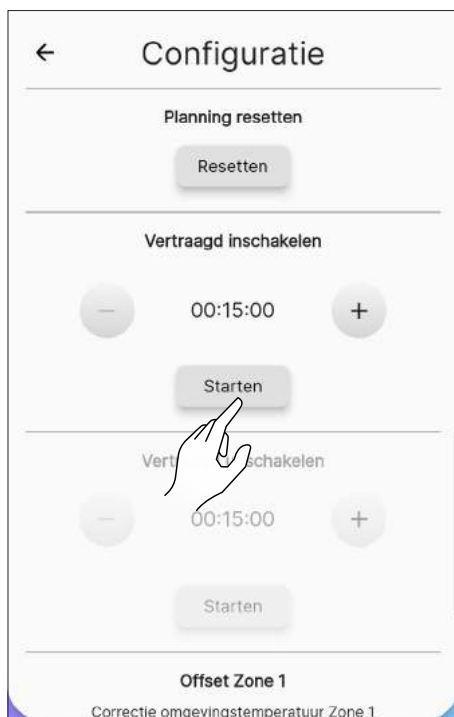 Configuratie
Planning resetten
Resetten
Vertraagd inschakelen
00:15:00
Starten
schakelen
00:15:00
Starten
Offset Zone 1
Correctie omgevingstemperatuur Zone 1